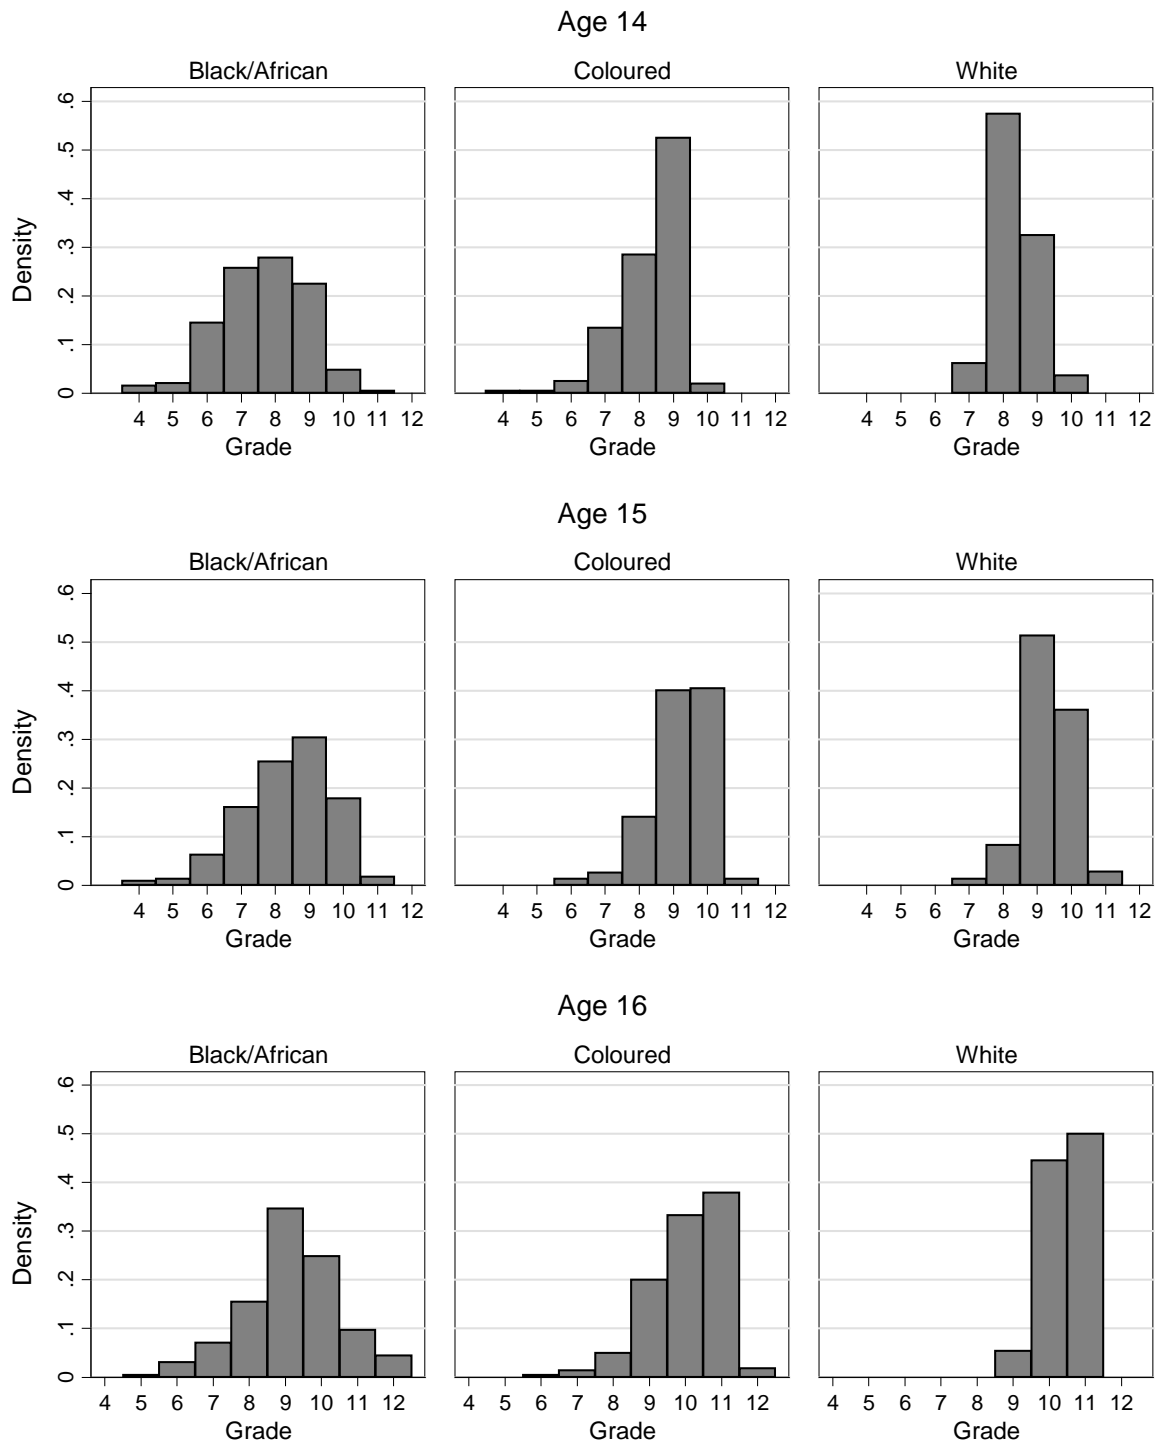 Age 14
Black/African Coloured White
Density
0 .1 .2 .3 .4 .5 .6
4 5 6 7 8 9 10 11 12 4 5 6 7 8 9 10 11 12 4 5 6 7 8 9 10 11 12
Grade Grade Grade
Age 15
Black/African Coloured White
Density
0 .1 .2 .3 .4 .5 .6
4 5 6 7 8 9 10 11 12 4 5 6 7 8 9 10 11 12 4 5 6 7 8 9 10 11 12
Grade Grade Grade
Age 16
Black/African Coloured White
Density
0 .1 .2 .3 .4 .5 .6
4 5 6 7 8 9 10 11 12 4 5 6 7 8 9 10 11 12 4 5 6 7 8 9 10 11 12
Grade Grade Grade